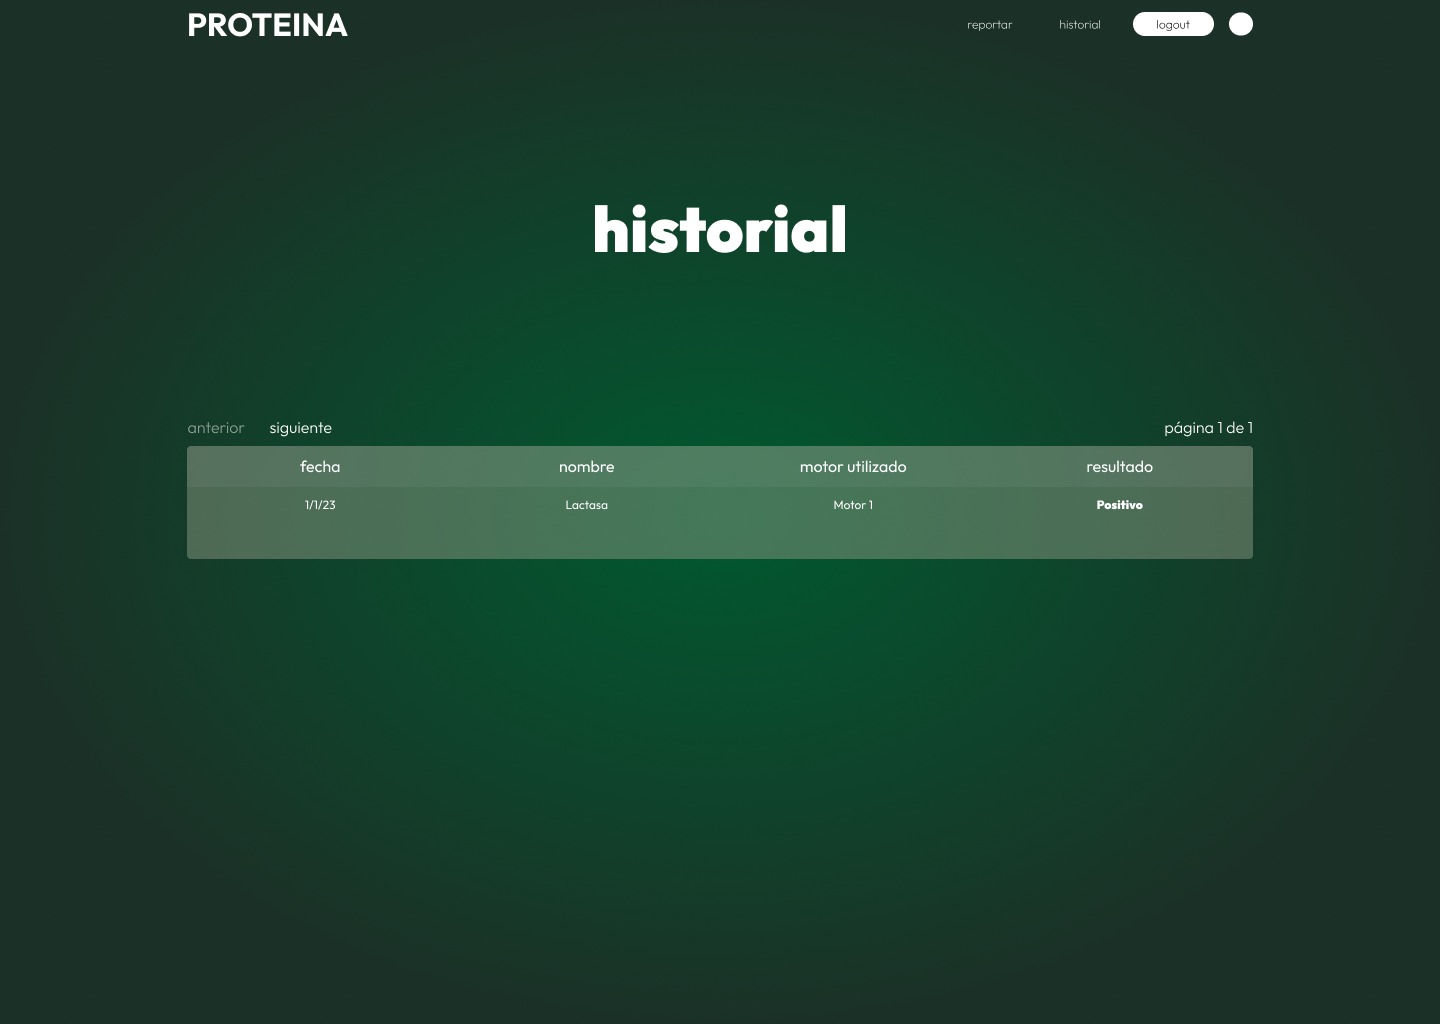 PROTEINA
reportar historial logout
historial
anterior siguiente página 1 de 1
fecha nombre motor utilizado resultado
1/1/23 Lactasa Motor 1 Positivo